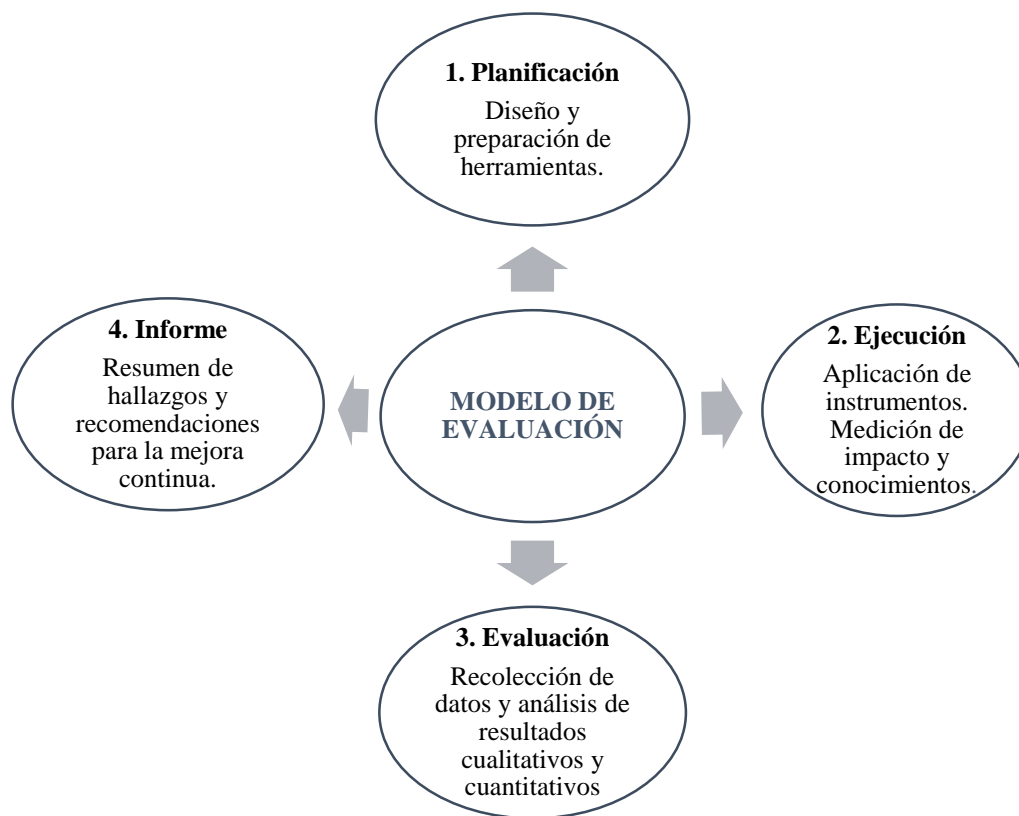 1. Planificación
Diseño y
preparación de
herramientas.
4. Informe
Resumen de
hallazgos y
recomendaciones
para la mejora
continua.
MODELO DE
EVALUACIÓN
2. Ejecución
Aplicación de
instrumentos.
Medición de
impacto y
conocimientos.
3. Evaluación
Recolección de
datos y análisis de
resultados
cualitativos y
cuantitativos